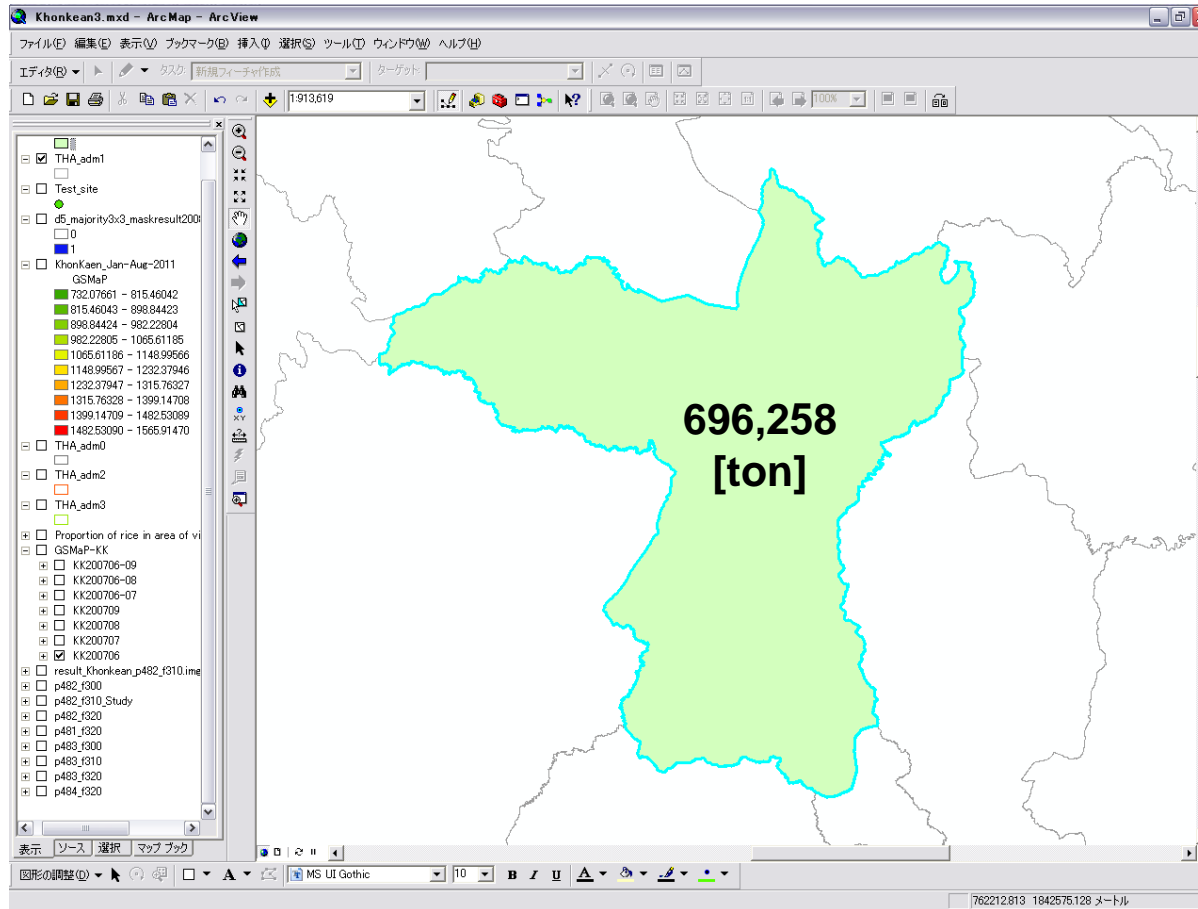 Khonkean3.mxd - ArcMap - ArcView
ファイル(F) 編集(E) 表示(V) ブックマーク(B) 挿入(I) 選択(S) ツール(T) ウィンドウ(W) ヘルプ(H)
エディタ(R) タスク: 新規フィーチャ作成 ターゲット:
1:913,619 100%
THA_adm1
Test_site
d5_majority3x3_maskresult200
0
1
KhonKaen_Jan-Aug-2011
GSMaP
732.07661 - 815.46042
815.46043 - 898.84423
898.84424 - 982.22804
982.22805 - 1065.61185
1065.61186 - 1148.99566
1148.99567 - 1232.37946
1232.37947 - 1315.76327
1315.76328 - 1399.14708
1399.14709 - 1482.53089
1482.53090 - 1565.91470
THA_adm0
THA_adm2
THA_adm3
Proportion of rice in area of vi
GSMaP-KK
KK200706-09
KK200706-08
KK200706-07
KK200709
KK200708
KK200707
KK200706
result_Khonkean_p482_f310.img
p482_f300
p482_f310_Study
p482_f320
p481_f320
p483_f300
p483_f310
p483_f320
p484_f320
696,258
[ton]
表示 ソース 選択 マップ ブック
図形の調整(D) A MS UI Gothic 10 B I U A
762212.813 1842575.128 メートル